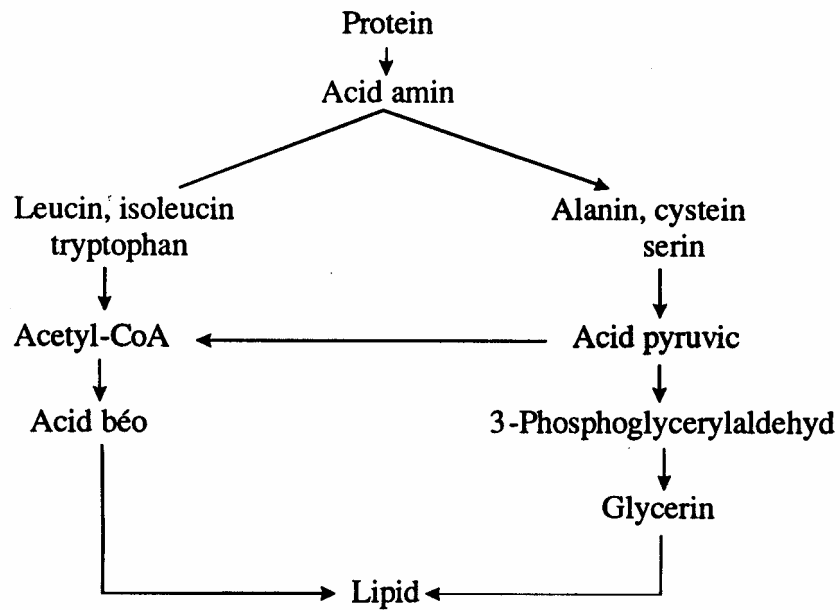 Protein
Acid amin
Leucin, isoleucin
tryptophan
Alanin, cystein
serin
Acetyl-CoA
Acid pyruvic
Acid béo
3-Phosphoglycerylaldehyd
Glycerin
Lipid